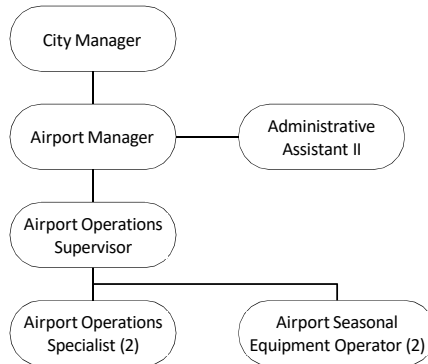 City Manager
Airport Manager
Administrative
Assistant II
Airport Operations
Supervisor
Airport Operations
Specialist (2)
Airport Seasonal
Equipment Operator (2)